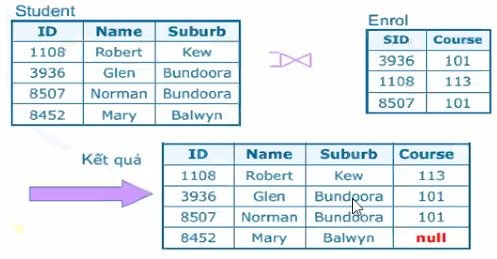 Student
ID Name Suburb
1108 Robert Kew
3936 Glen Bundoora
8507 Norman Bundoora
8452 Mary Balwyn
Enrol
SID Course
3936 101
1108 113
8507 101
Kết quả
ID Name Suburb Course
1108 Robert Kew 113
3936 Glen Bundoora 101
8507 Norman Bundoora 101
8452 Mary Balwyn null